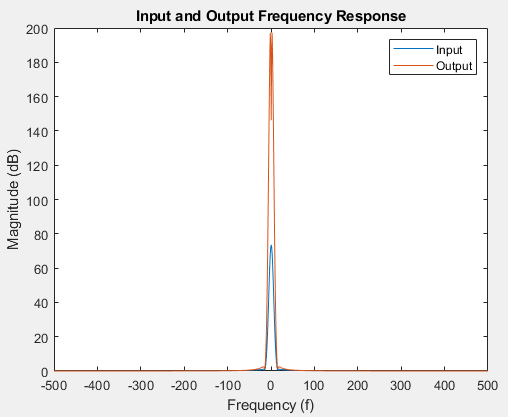 Input and Output Frequency Response
Input
Output
200
180
160
140
120
100
80
60
40
20
0
Magnitude (dB)
-500 -400 -300 -200 -100 0 100 200 300 400 500
Frequency (f)